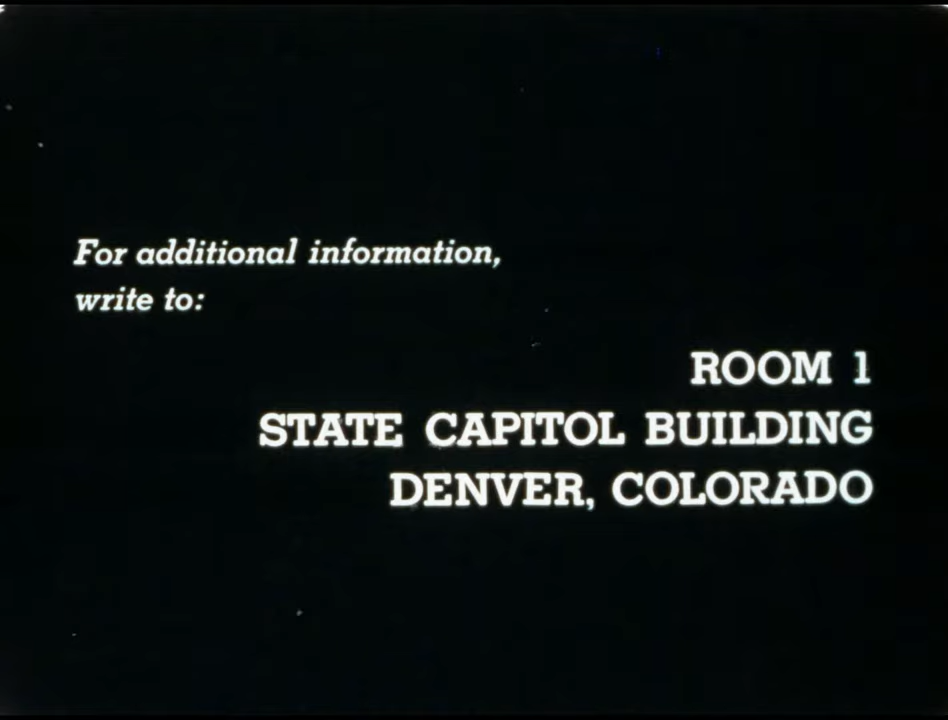 For additional information,
write to:
ROOM 1
STATE CAPITOL BUILDING
DENVER, COLORADO